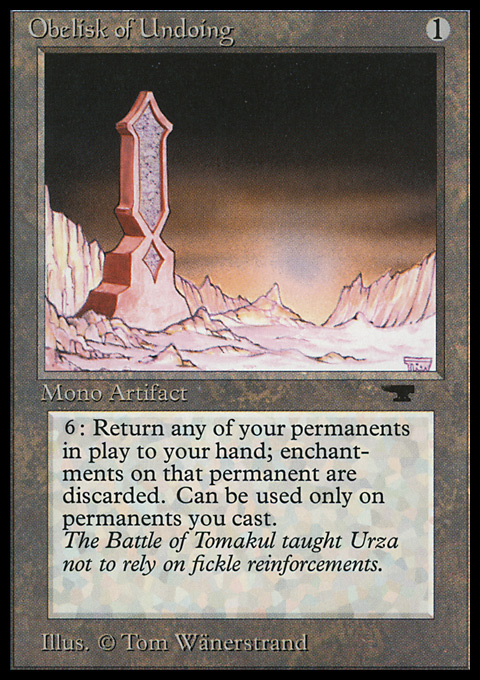 Obelisk of Undoing 1
Mono Artifact
6: Return any of your permanents
in play to your hand; enchant-
ments on that permanent are
discarded. Can be used only on
permanents you cast.
The Battle of Tomakul taught Urza
not to rely on fickle reinforcements.
Illus. © Tom Wänerstrand